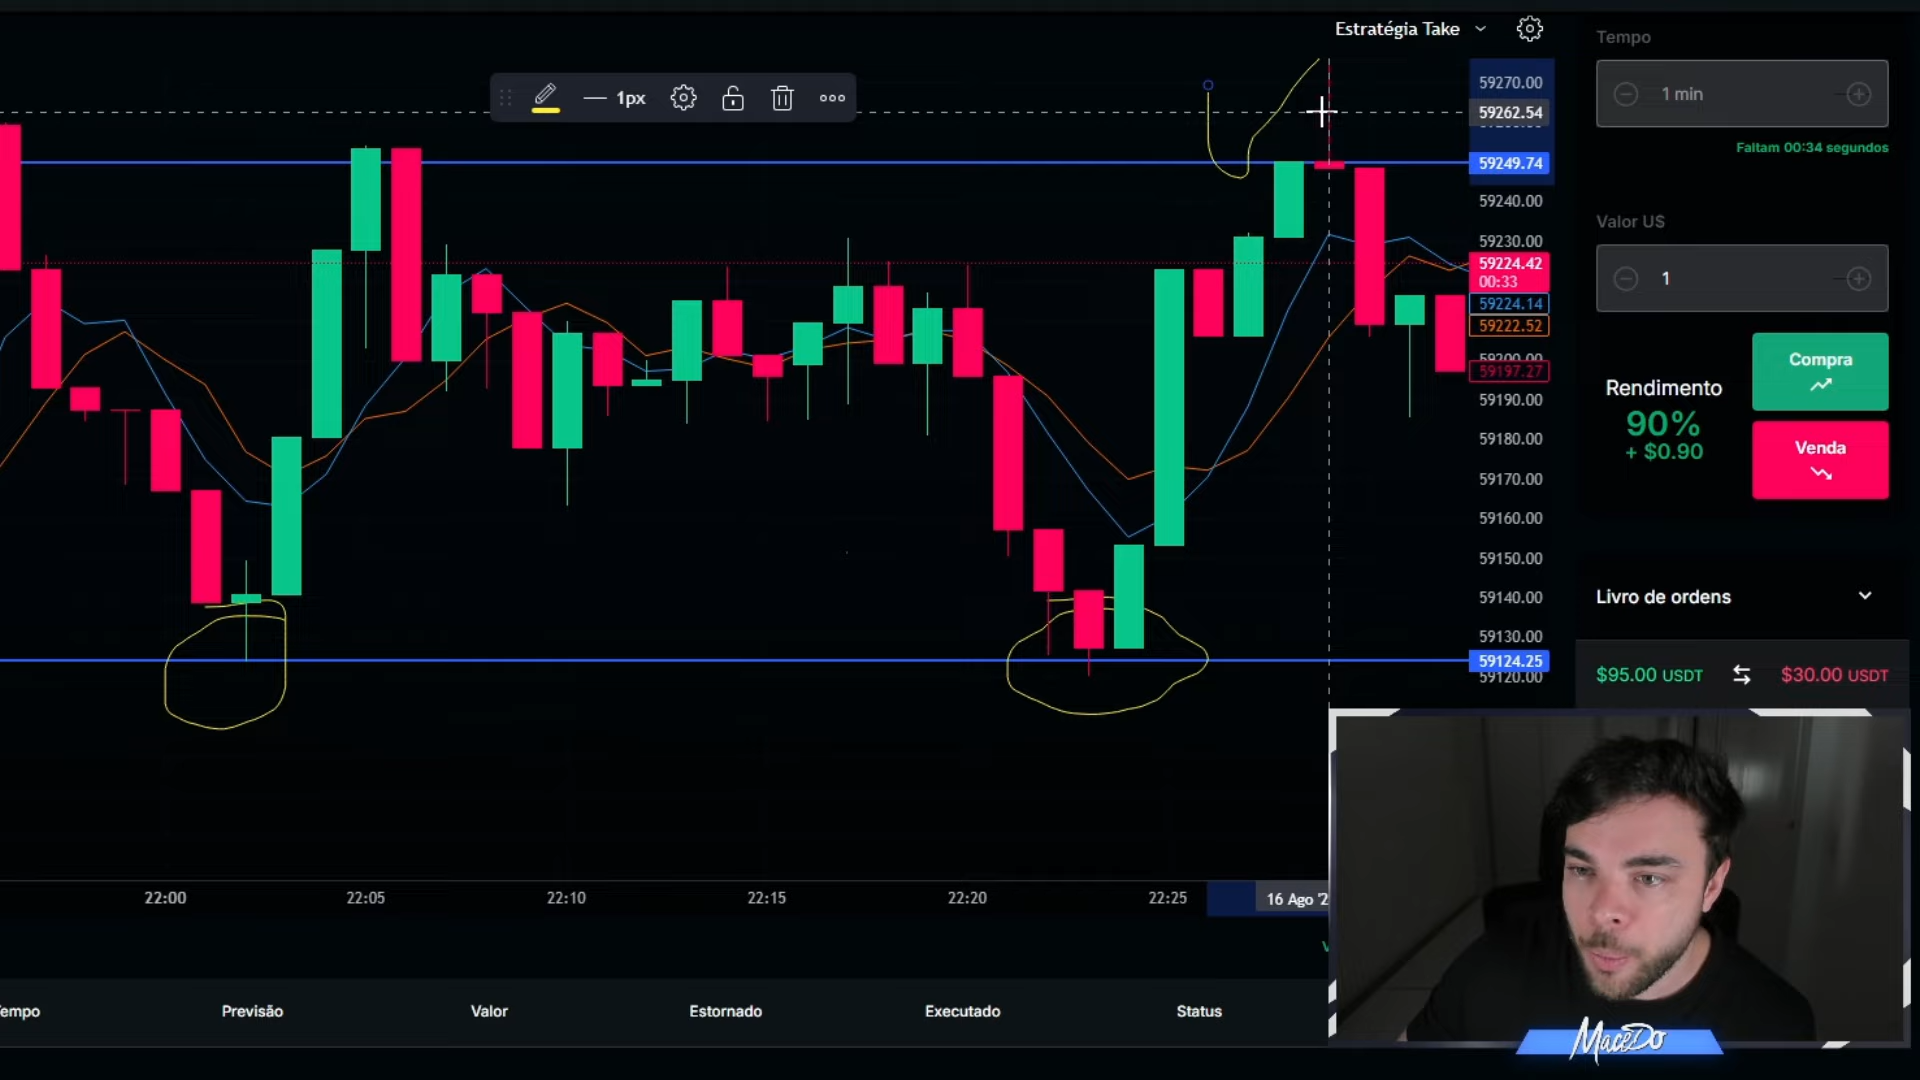 Estratégia Take
Tempo
1px
1 min
Faltam 00:34 segundos
Valor U$
1
Rendimento
90%
+ $0.90
Compra
Venda
Livro de ordens
$95.00 USDT
$30.00 USDT
59270.00
59262.54
59249.74
59240.00
59230.00
59224.42
00:33
59224.14
59222.52
59200.00
59197.27
59190.00
59180.00
59170.00
59160.00
59150.00
59140.00
59130.00
59124.25
59120.00
22:00
22:05
22:10
22:15
22:20
22:25
16 Ago '2
empo
Previsão
Valor
Estornado
Executado
Status
MaceDo